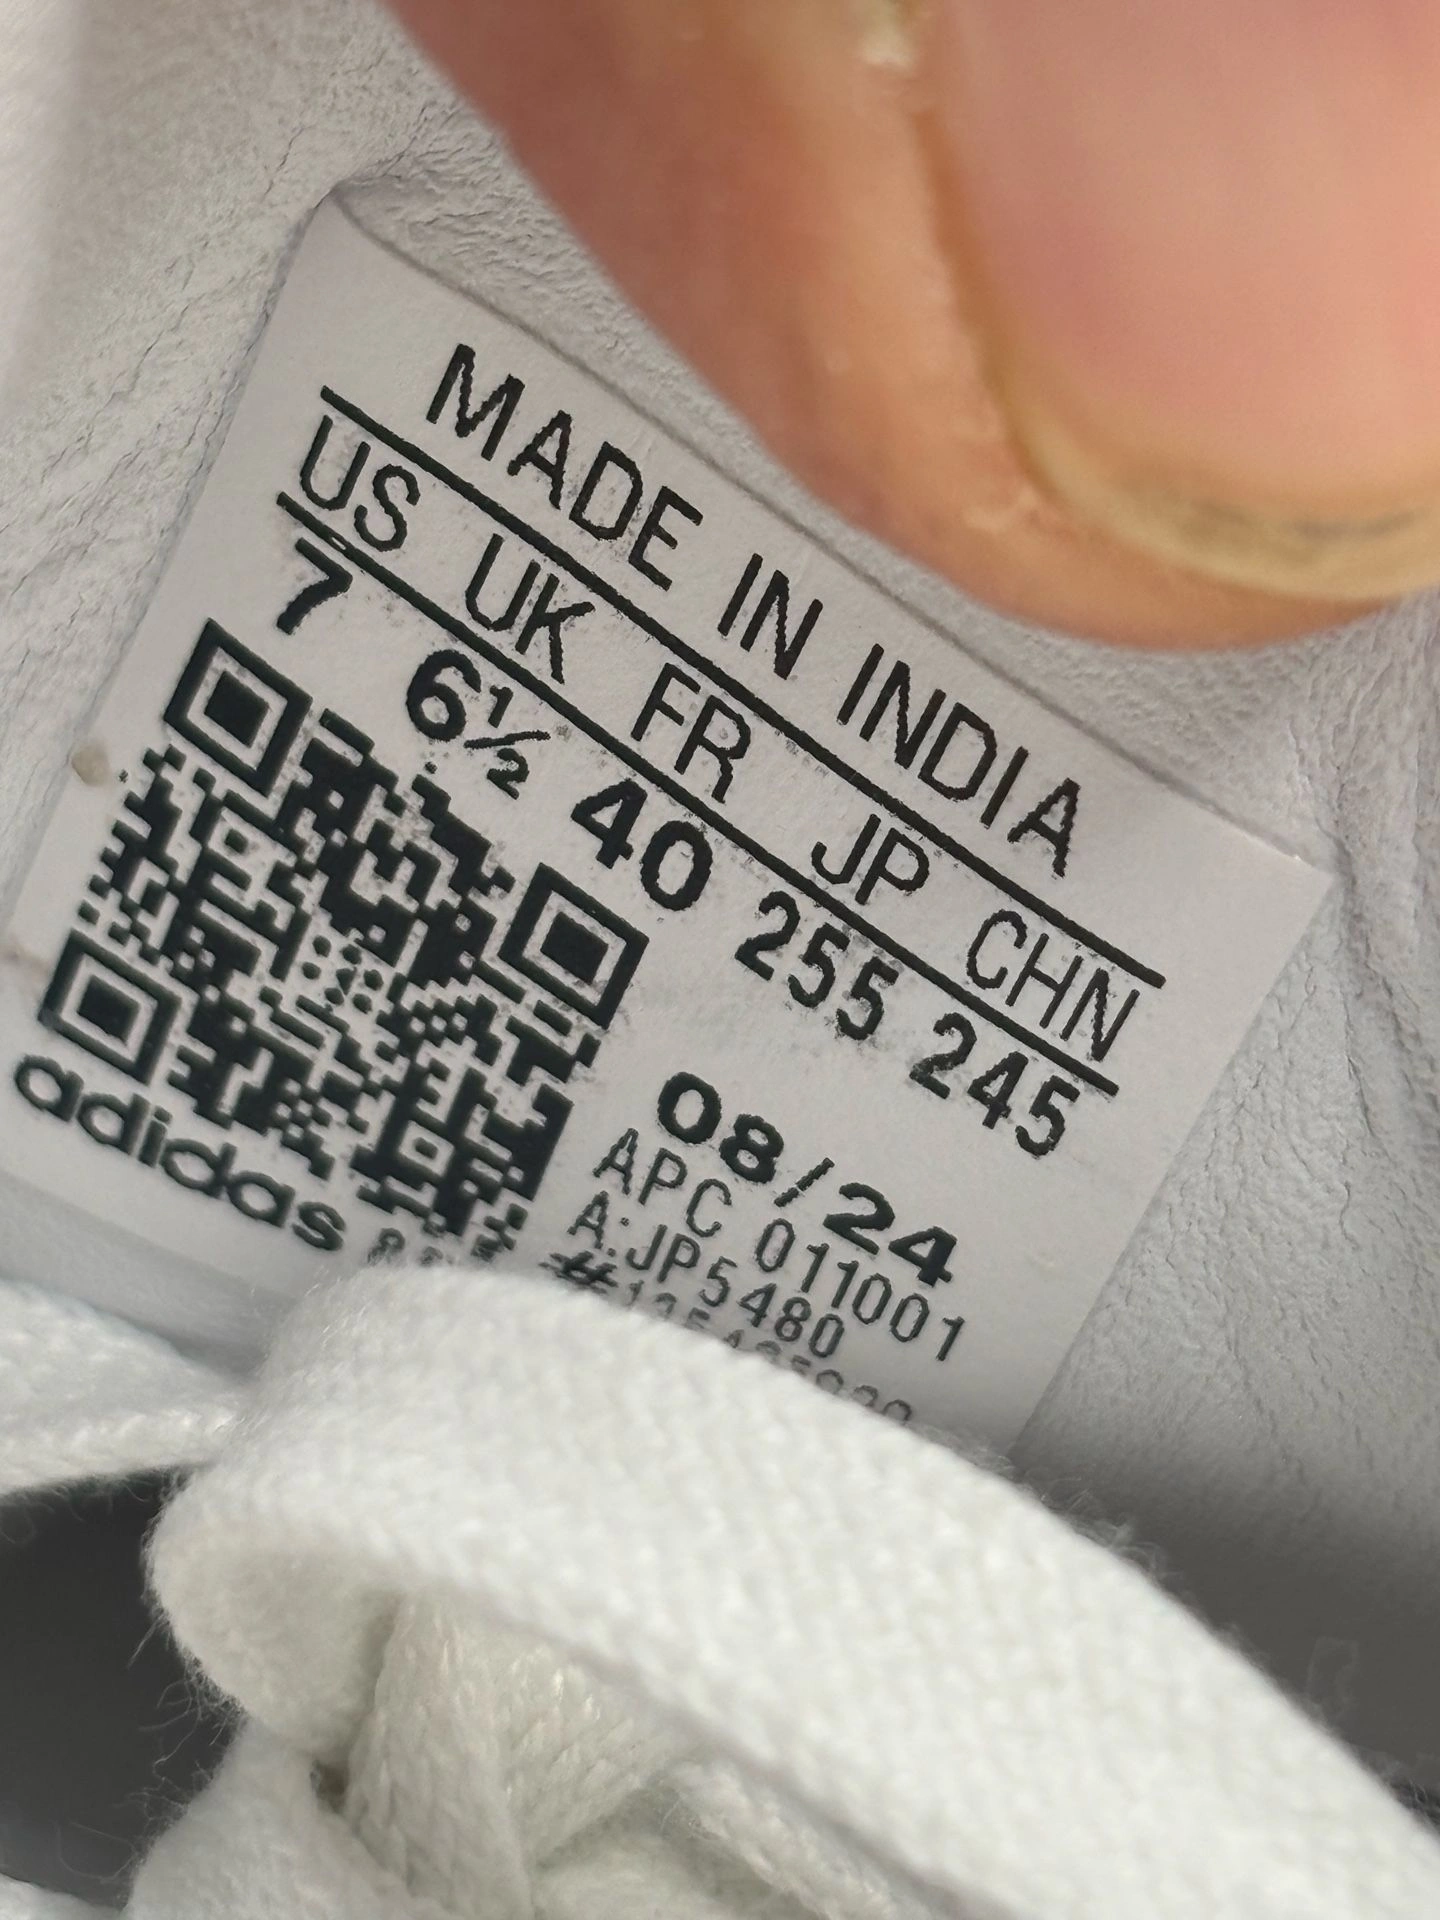 MADE IN INDIA
US UK FR JP CHN
7 6½ 40 255 245
08/24
APC 011001
A:JP5480
adidas